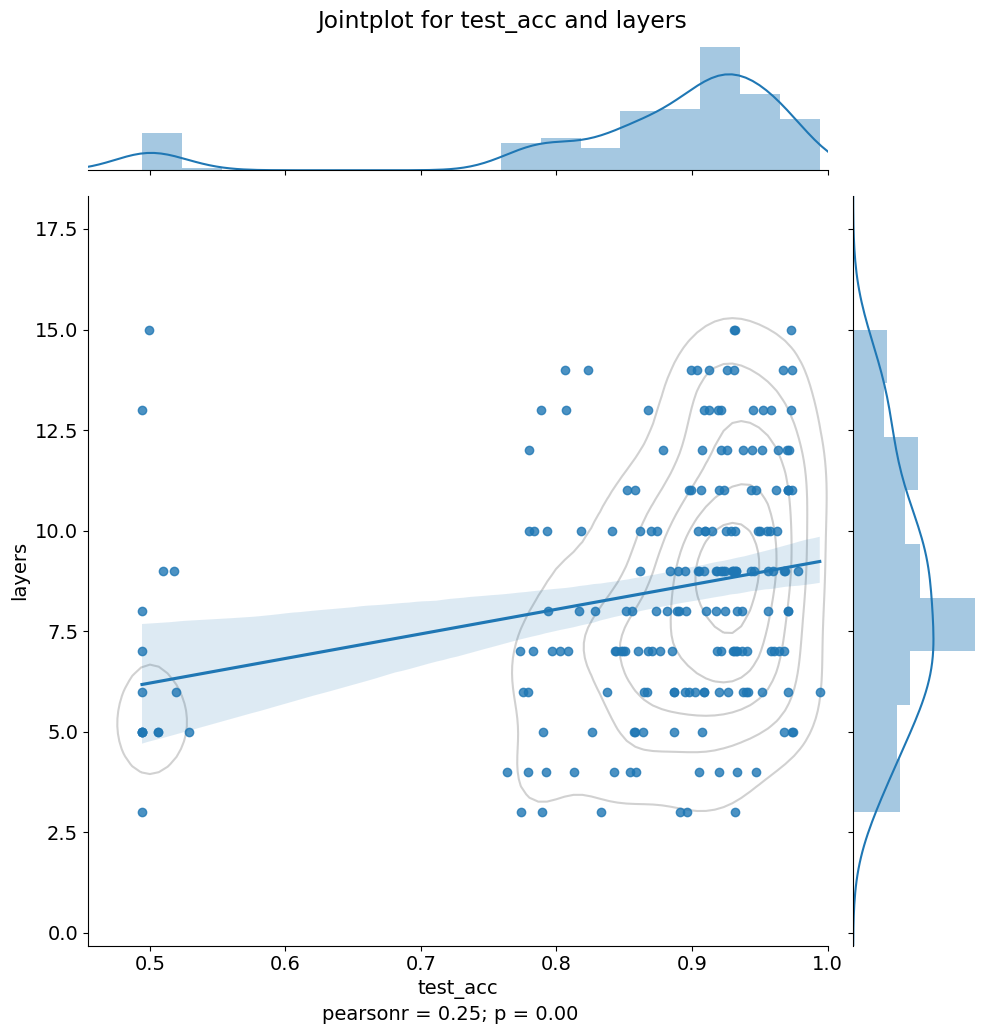 Jointplot for test_acc and layers
17.5
15.0
12.5
10.0
7.5
5.0
2.5
0.0
layers
0.5 0.6 0.7 0.8 0.9 1.0
test_acc
pearsonr = 0.25; p = 0.00